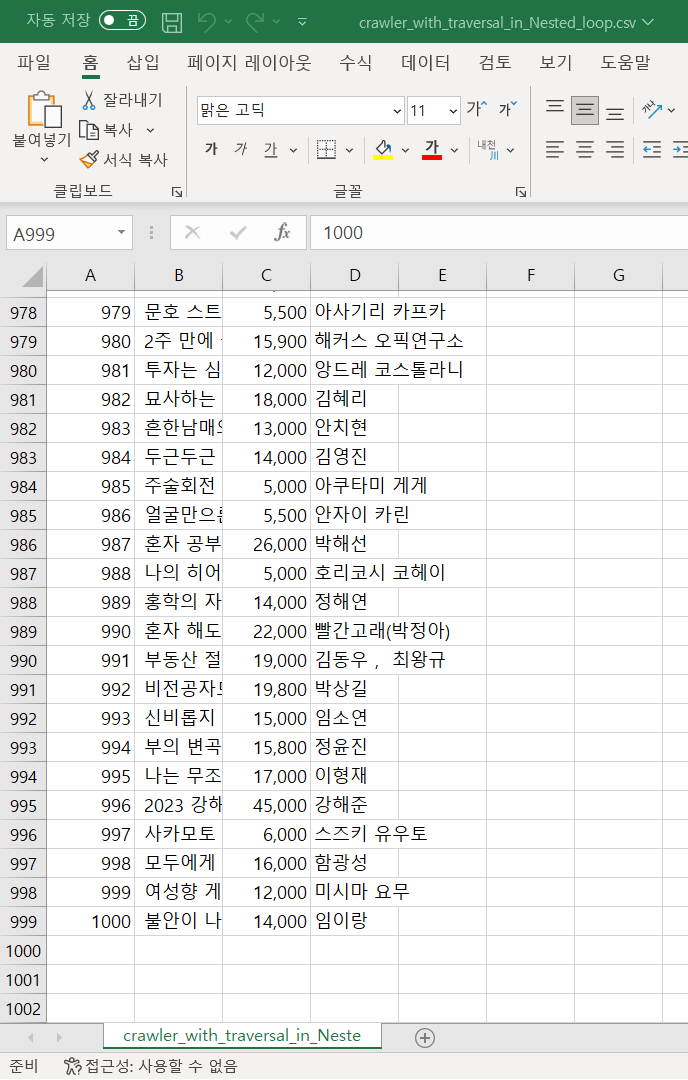 자동 저장 끔 crawler_with_traversal_in_Nested_loop.csv
파일 홈 삽입 페이지 레이아웃 수식 데이터 검토 보기 도움말
붙여넣기
잘라내기
복사
서식 복사
클립보드
맑은 고딕 11 가 가
가 가 가 가 내천 川
글꼴
A999 fx 1000
A B C D E F G
978 979 문호 스트 5,500 아사기리 카프카
979 980 2주 만에 15,900 해커스 오픽연구소
980 981 투자는 심 12,000 앙드레 코스톨라니
981 982 묘사하는 18,000 김혜리
982 983 흔한남매 13,000 안치현
983 984 두근두근 14,000 김영진
984 985 주술회전 5,000 아쿠타미 게게
985 986 얼굴만으 5,500 안자이 카린
986 987 혼자 공부 26,000 박해선
987 988 나의 히어 5,000 호리코시 코헤이
988 989 홍학의 자 14,000 정해연
989 990 혼자 해도 22,000 빨간고래(박정아)
990 991 부동산 절 19,000 김동우 , 최왕규
991 992 비전공자 19,800 박상길
992 993 신비롭지 15,000 임소연
993 994 부의 변곡 15,800 정윤진
994 995 나는 무조 17,000 이형재
995 996 2023 강해 45,000 강해준
996 997 사카모토 6,000 스즈키 유우토
997 998 모두에게 16,000 함광성
998 999 여성향 게 12,000 미시마 요무
999 1000 불안이 나 14,000 임이랑
1000
1001
1002
crawler_with_traversal_in_Neste
준비 접근성: 사용할 수 없음